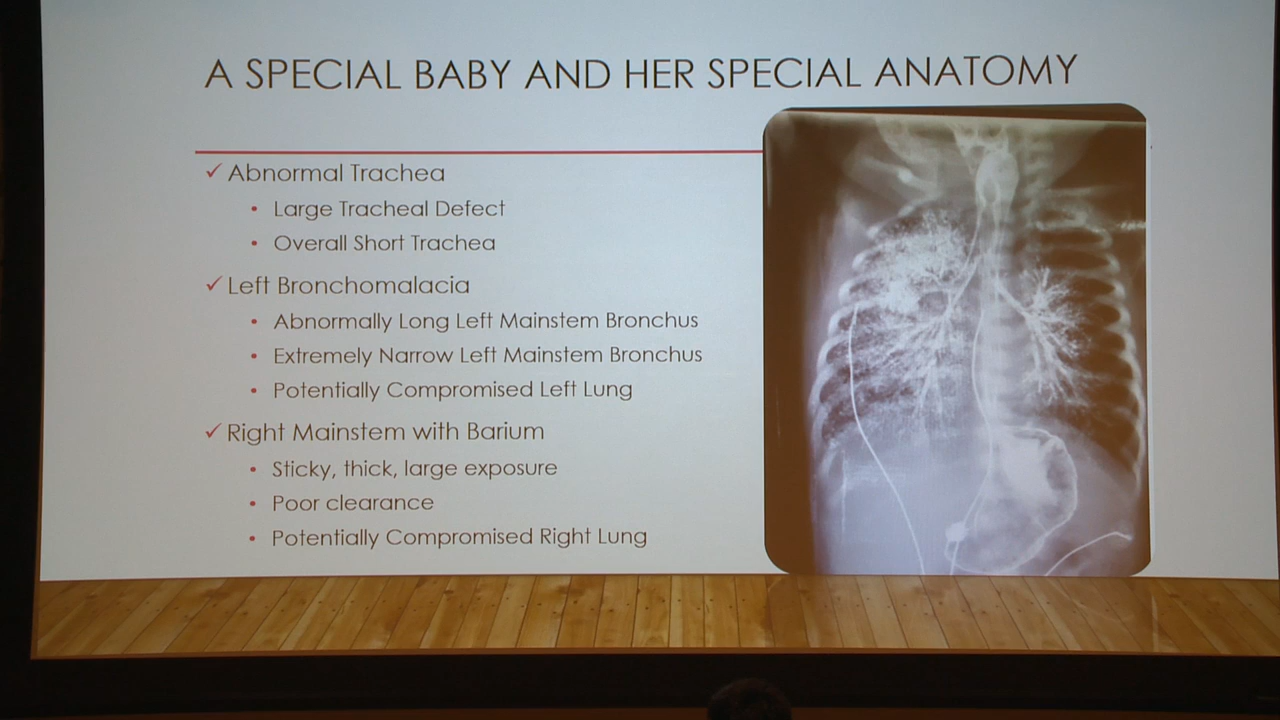 A SPECIAL BABY AND HER SPECIAL ANATOMY
✓ Abnormal Trachea
• Large Tracheal Defect
• Overall Short Trachea
✓ Left Bronchomalacia
• Abnormally Long Left Mainstem Bronchus
• Extremely Narrow Left Mainstem Bronchus
• Potentially Compromised Left Lung
✓ Right Mainstem with Barium
• Sticky, thick, large exposure
• Poor clearance
• Potentially Compromised Right Lung